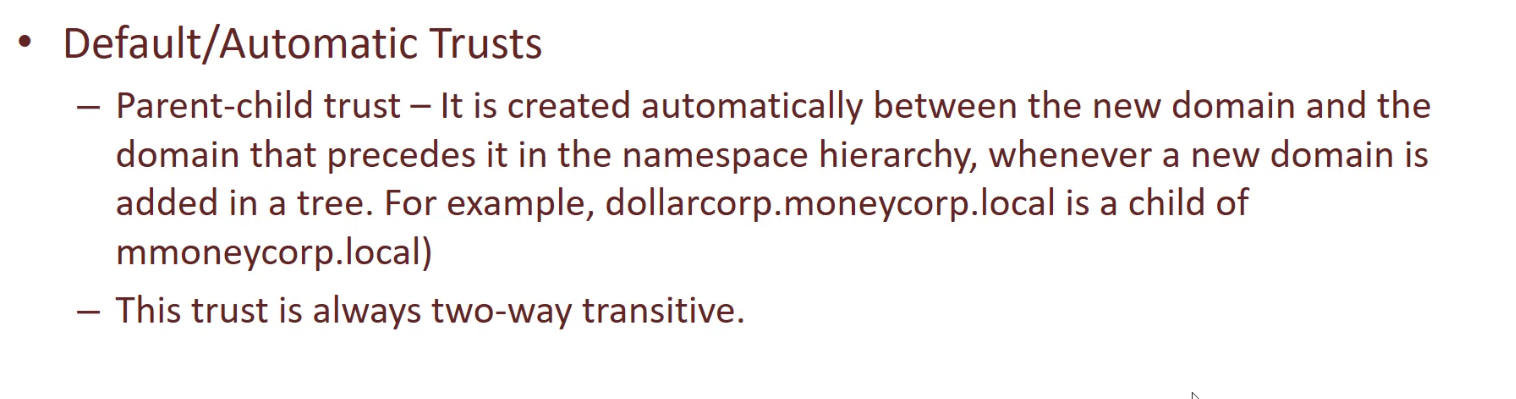 • Default/Automatic Trusts
– Parent-child trust – It is created automatically between the new domain and the
domain that precedes it in the namespace hierarchy, whenever a new domain is
added in a tree. For example, dollarcorp.moneycorp.local is a child of
mmoneycorp.local)
– This trust is always two-way transitive.